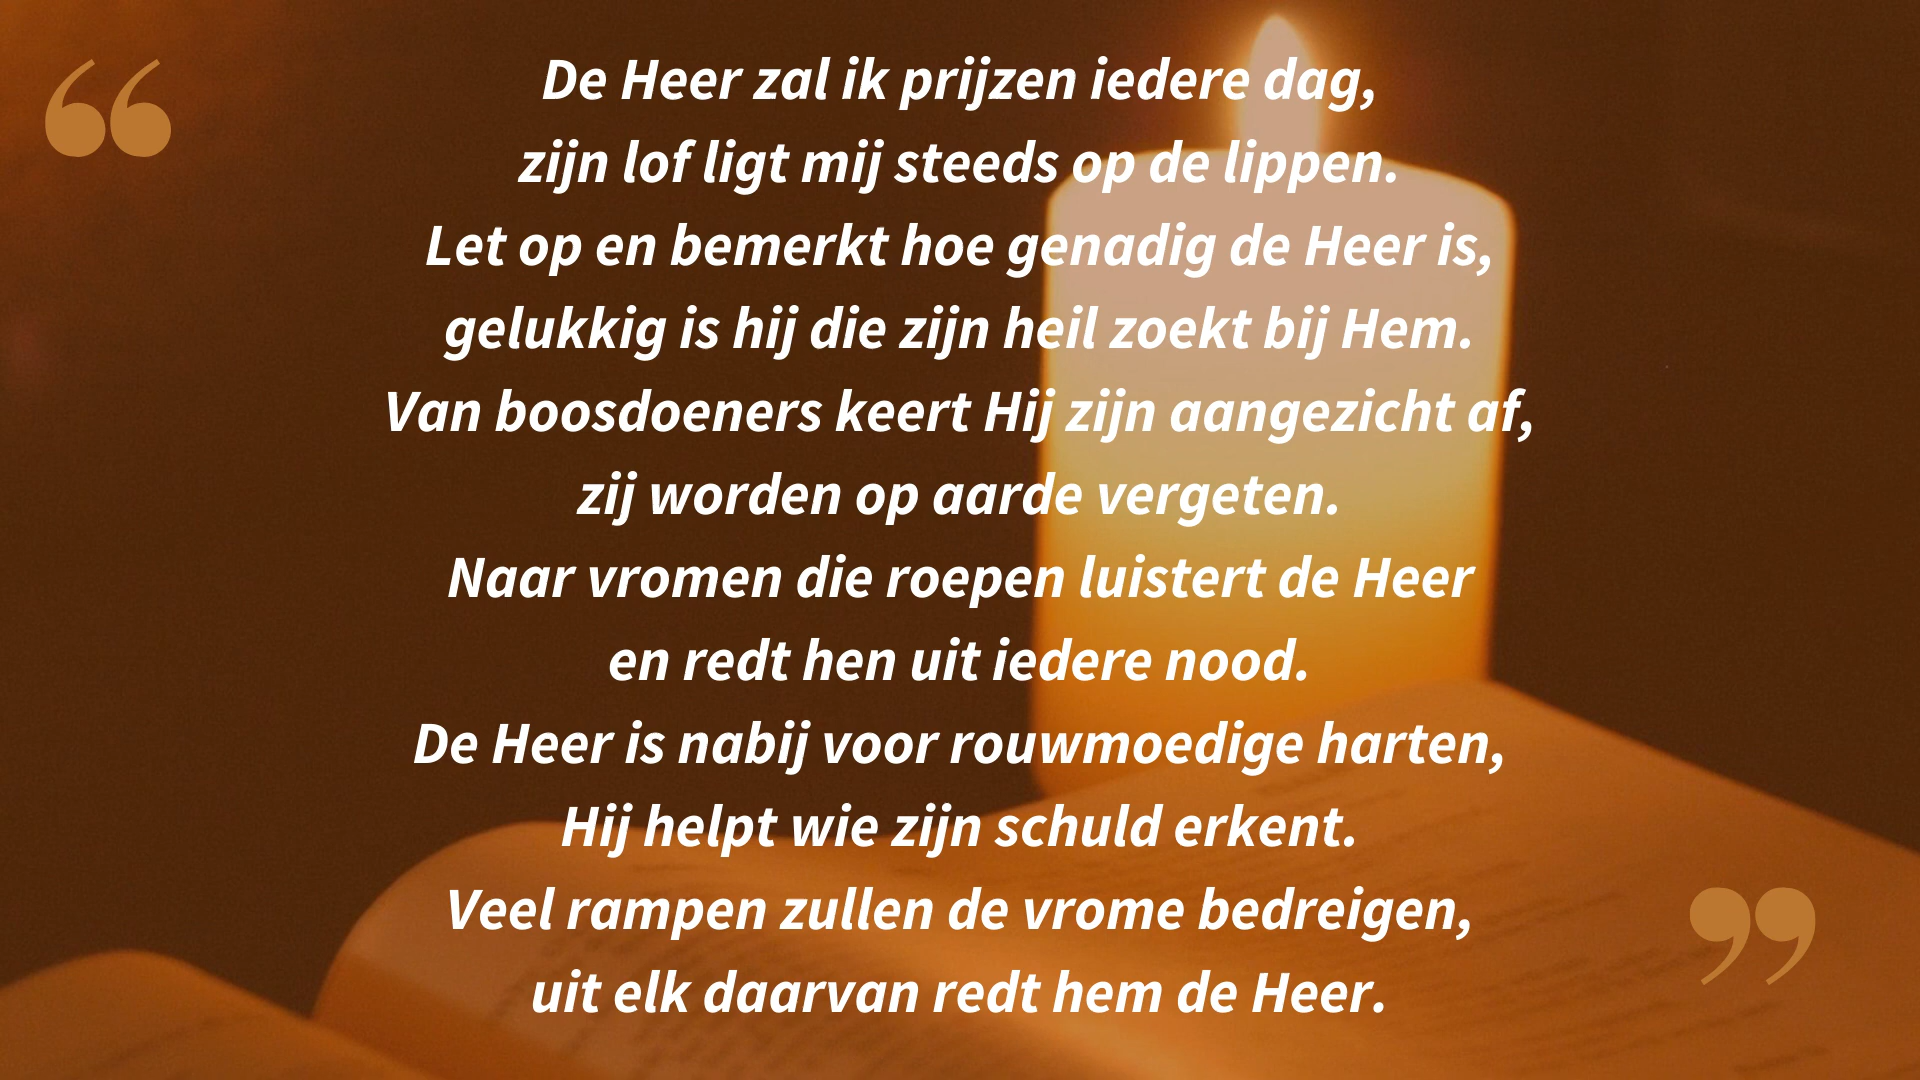 De Heer zal ik prijzen iedere dag,
zijn lof ligt mij steeds op de lippen.
Let op en bemerkt hoe genadig de Heer is,
gelukkig is hij die zijn heil zoekt bij Hem.
Van boosdoeners keert Hij zijn aangezicht af,
zij worden op aarde vergeten.
Naar vromen die roepen luistert de Heer
en redt hen uit iedere nood.
De Heer is nabij voor rouwmoedige harten,
Hij helpt wie zijn schuld erkent.
Veel rampen zullen de vrome bedreigen,
uit elk daarvan redt hem de Heer.